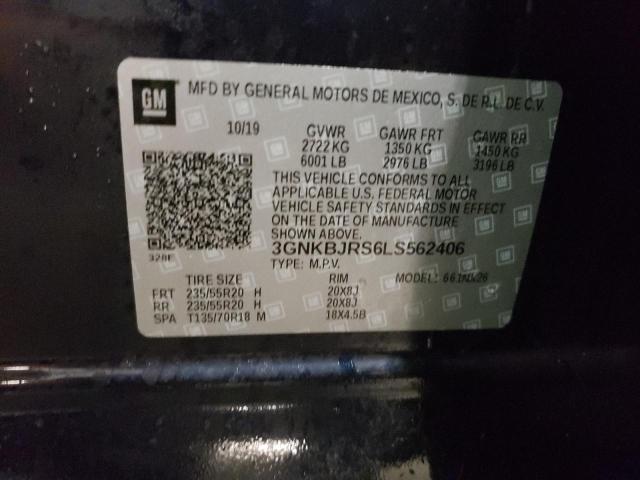 GM
MFD BY GENERAL MOTORS DE MEXICO, S. DE R.L. DE C.V.
10/19 GVWR GAWR FRT GAWR RR
2722 KG 1350 KG 1450 KG
6001 LB 2976 LB 3196 LB
THIS VEHICLE CONFORMS TO ALL
APPLICABLE U.S. FEDERAL MOTOR
VEHICLE SAFETY STANDARDS IN EFFECT
ON THE DATE OF MANUFACTURE
SHOWN ABOVE.
3GNKBJRS6LS562406
328F
TYPE: M.P.V. MODEL:
TIRE SIZE RIM
FRT 235/55R20 H 20X8J
RR 235/55R20 H 20X8J
SPA T135/70R18 M 18X4.5B